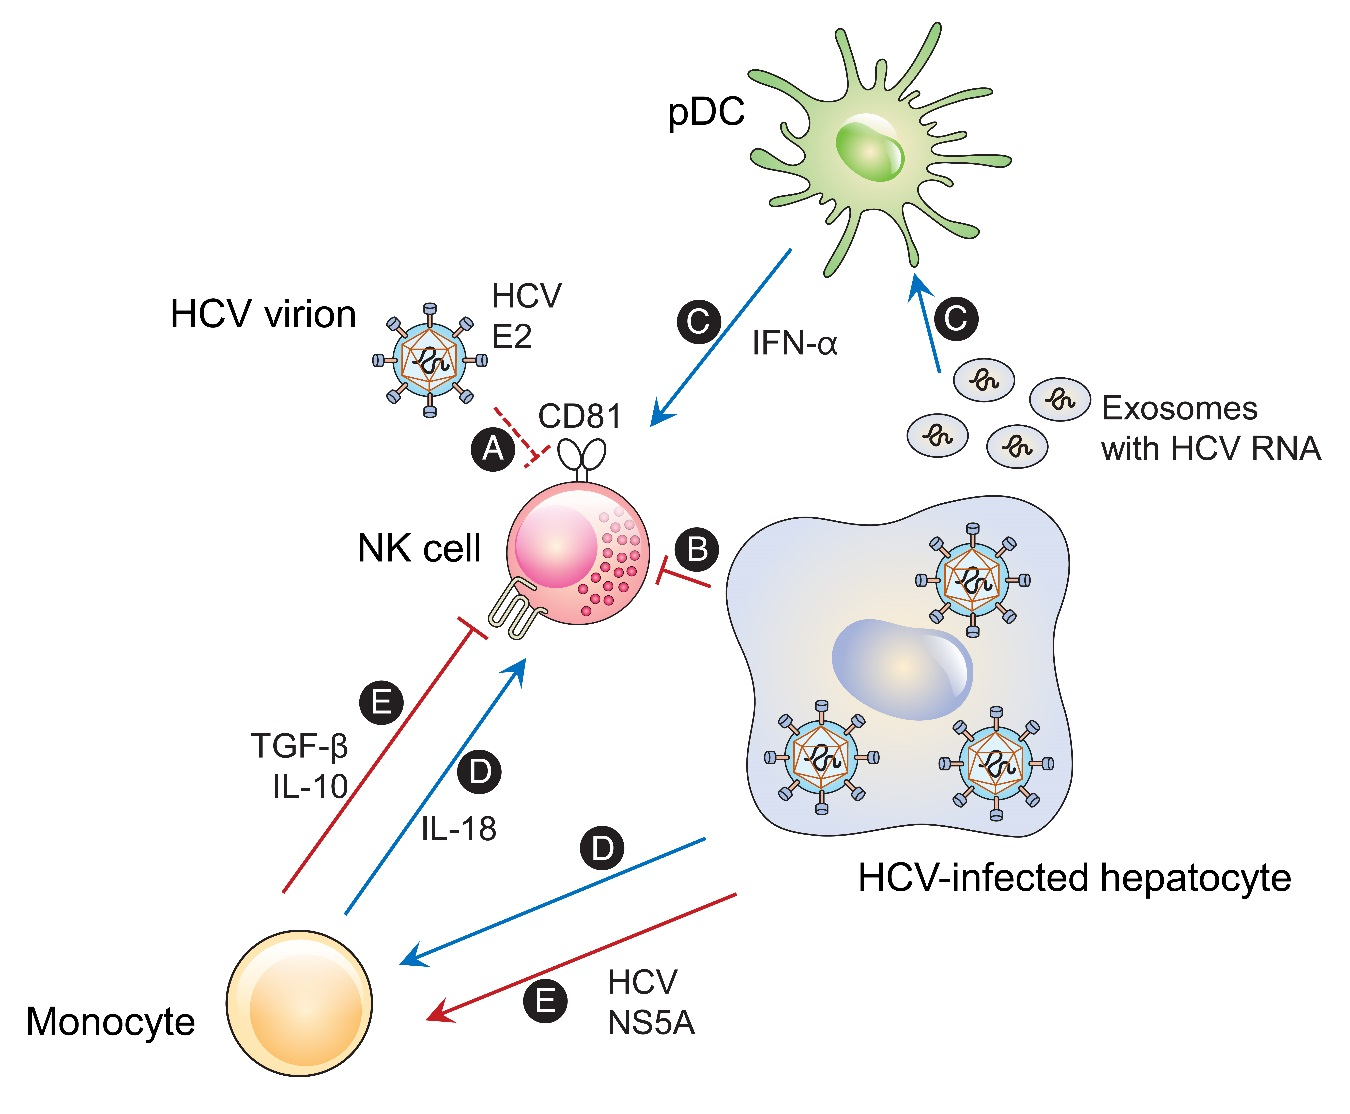 pDC
HCV virion
HCV
E2
C
IFN-α
C
CD81
A
Exosomes
with HCV RNA
NK cell
B
E
TGF-β
IL-10
D
IL-18
D
HCV-infected hepatocyte
E
HCV
NS5A
Monocyte